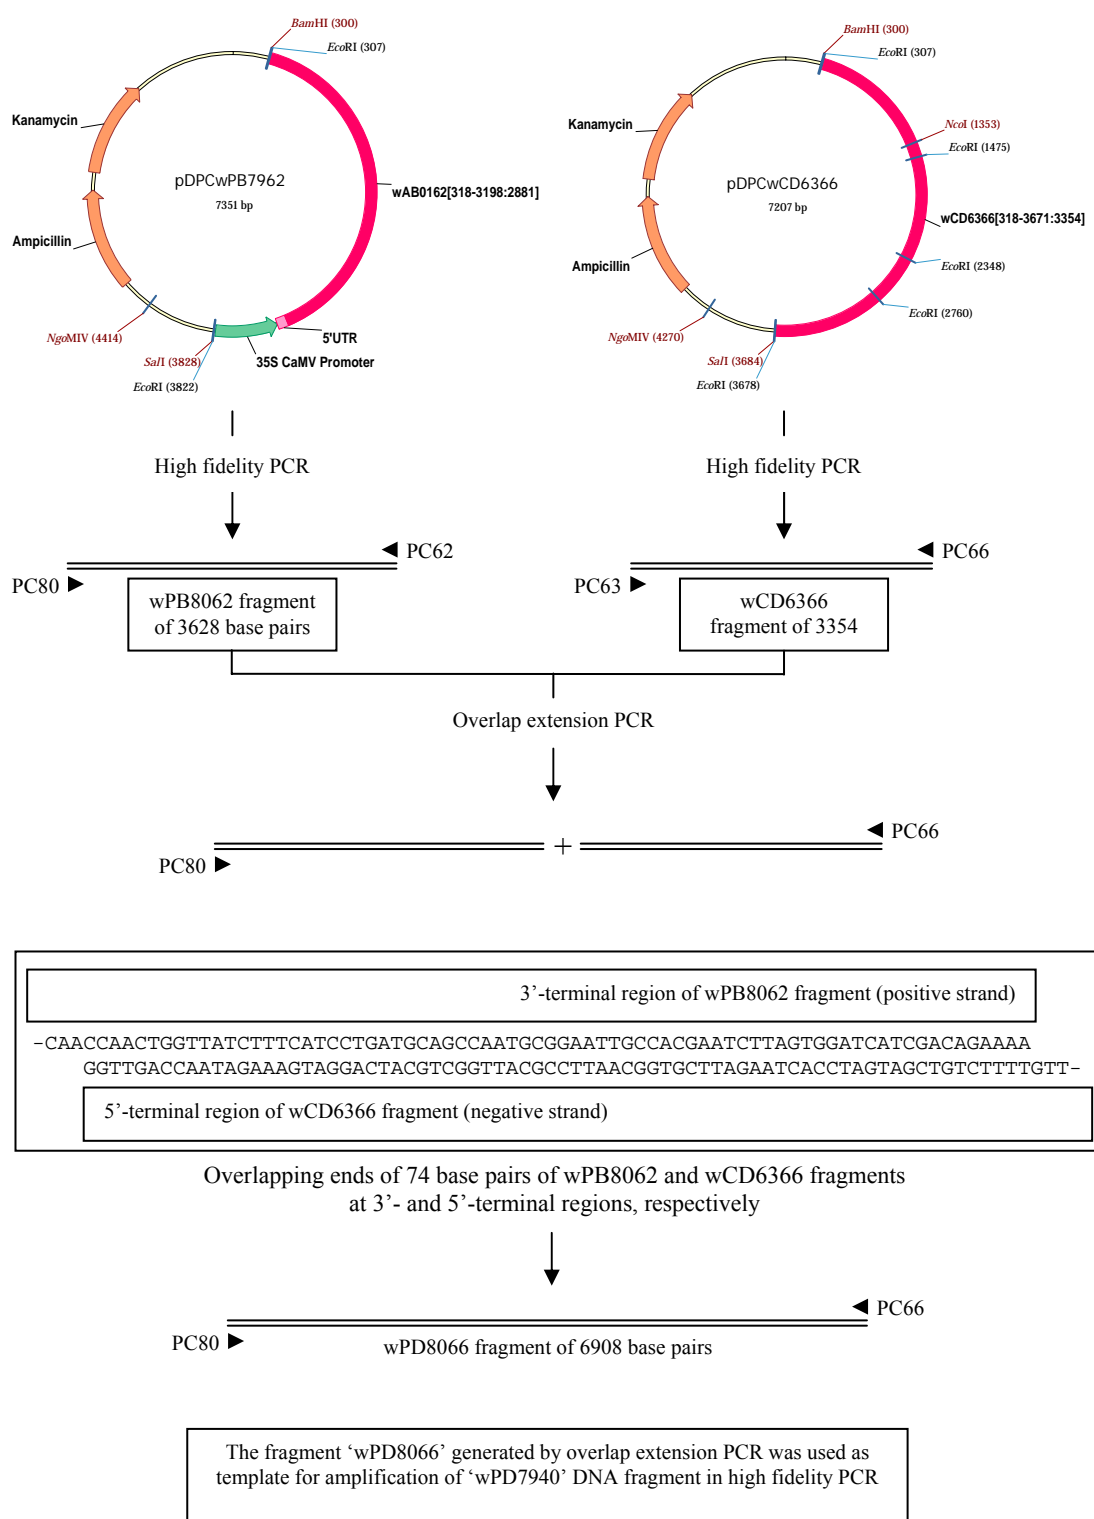 BamHI (300)
EcoRI (307)
Kanamycin
pDPCwPB7962
7351 bp
wAB0162[318-3198:2881]
Ampicillin
NgoMIV (4414)
SalI (3828)
EcoRI (3822)
5'UTR
35S CaMV Promoter
BamHI (300)
EcoRI (307)
Kanamycin
NcoI (1353)
EcoRI (1475)
pDPCwCD6366
7207 bp
wCD6366[318-3671:3354]
Ampicillin
EcoRI (2348)
EcoRI (2760)
NgoMIV (4270)
SalI (3684)
EcoRI (3678)
High fidelity PCR
High fidelity PCR
PC62
PC80
wPB8062 fragment
of 3628 base pairs
PC66
PC63
wCD6366
fragment of 3354
Overlap extension PCR
PC66
+
PC80
3’-terminal region of wPB8062 fragment (positive strand)
–CAACCAACTGGTTATCTTTCATCCTGATGCAGCCAATGCGGAATTGCCACGAATCTTAGTGGATCATCGACAGAAAA
GGTTGACCAATAGAAAGTAGGACTACGTCGGTTACGCCTTAACGGTGCTTAGAATCACCTAGTAGCTGTCTTTTGTT–
5’-terminal region of wCD6366 fragment (negative strand)
Overlapping ends of 74 base pairs of wPB8062 and wCD6366 fragments
at 3’- and 5’-terminal regions, respectively
PC66
PC80
wPD8066 fragment of 6908 base pairs
The fragment ‘wPD8066’ generated by overlap extension PCR was used as
template for amplification of ‘wPD7940’ DNA fragment in high fidelity PCR